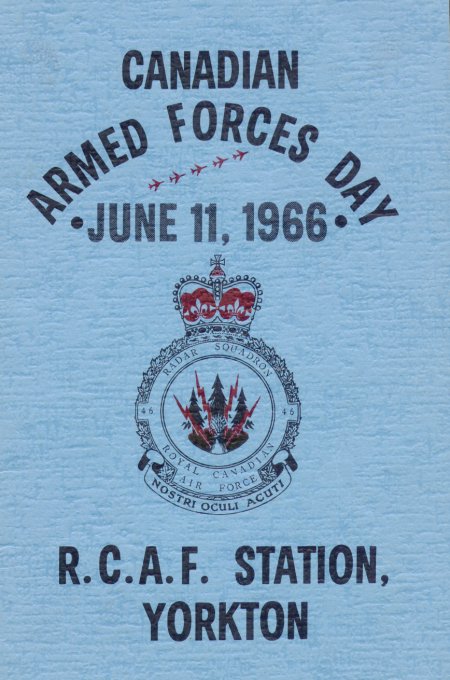 CANADIAN
ARMED FORCES DAY
• JUNE 11, 1966 •
RADAR SQUADRON
46 46
ROYAL CANADIAN
AIR FORCE
NOSTRI OCULI ACUTI
R.C.A.F. STATION,
YORKTON